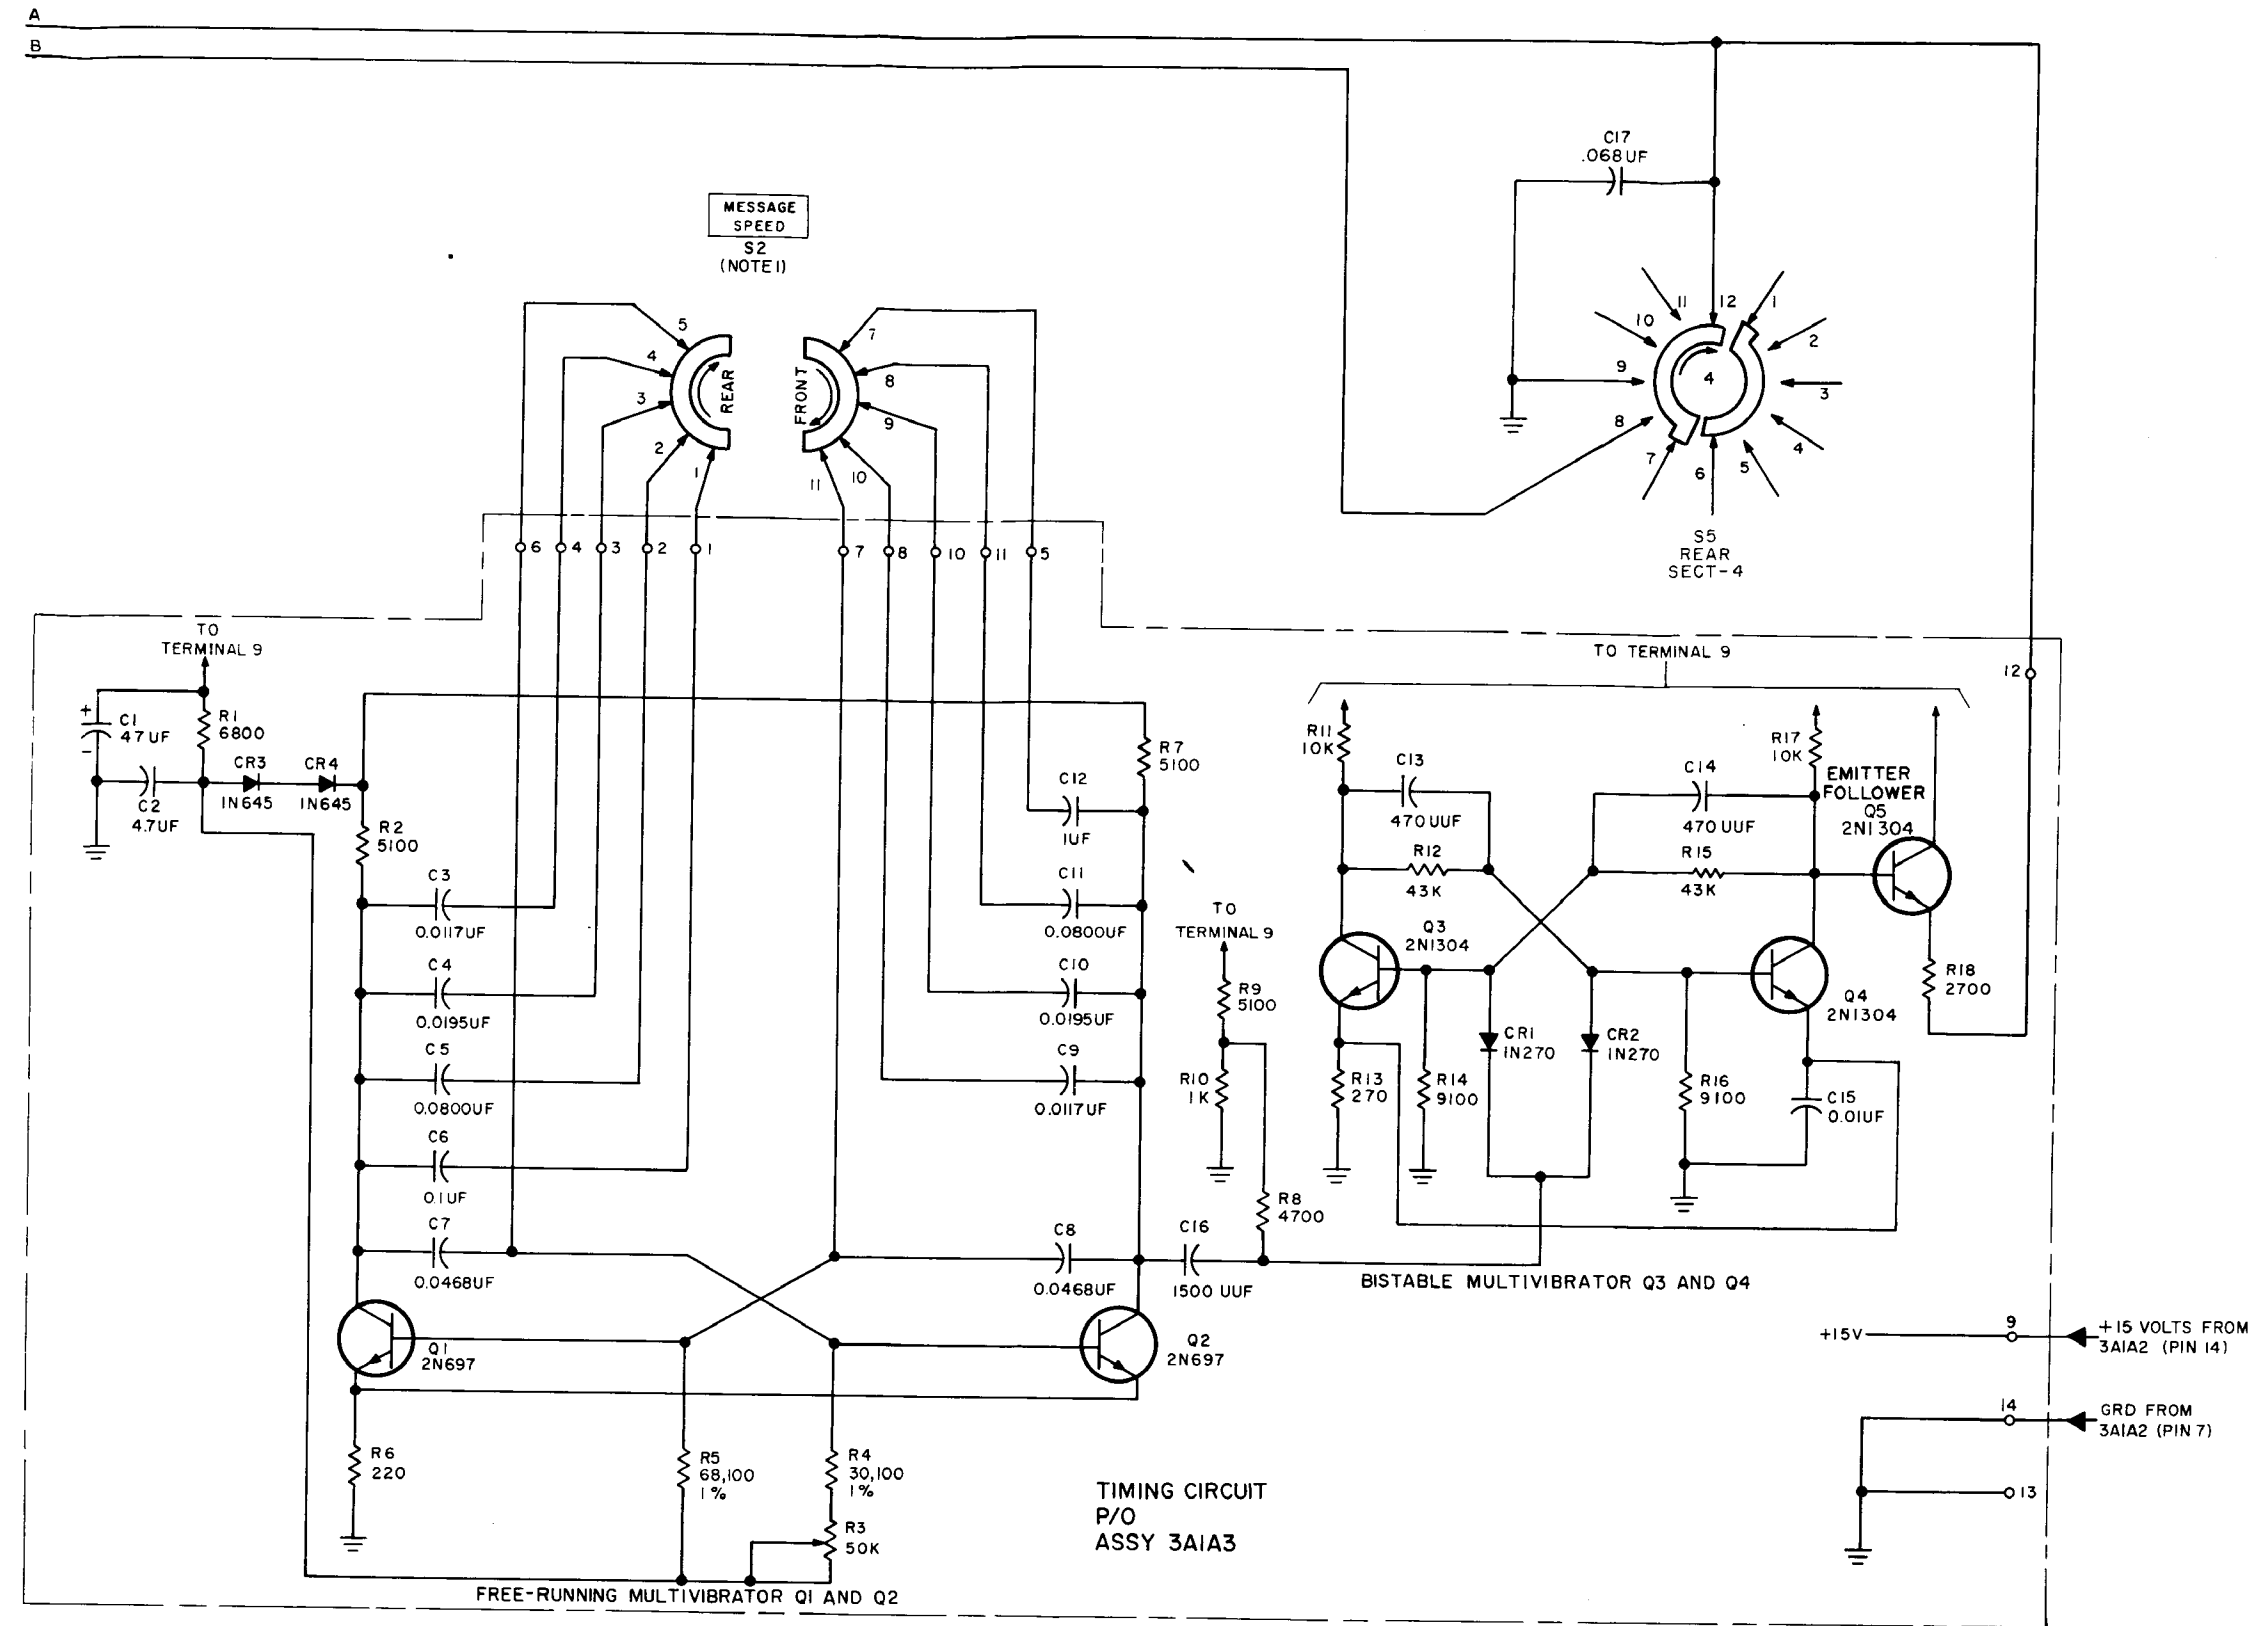 A
B
C17
.068UF
MESSAGE
SPEED
S2
(NOTE 1)
5
4
3
2
1
REAR
FRONT
7
8
9
10
11
11
12
1
10
2
9
4
3
8
4
7
6
5
S5
REAR
SECT-4
6
4
3
2
1
7
8
10
11
5
TO
TERMINAL 9
TO TERMINAL 9
12
+
C1
47UF
-
R1
6800
CR3
1N645
CR4
1N645
C2
4.7UF
R2
5100
R7
5100
C12
1UF
C3
0.0117UF
C11
0.0800UF
C4
0.0195UF
C10
0.0195UF
C5
0.0800UF
C9
0.0117UF
C6
0.1UF
C7
0.0468UF
C8
0.0468UF
C16
1500 UUF
TO
TERMINAL 9
R9
5100
R10
1K
R8
4700
R11
10K
C13
470UUF
R12
43K
C14
470UUF
R15
43K
R17
10K
EMITTER
FOLLOWER
Q5
2N1304
Q3
2N1304
Q4
2N1304
R18
2700
CR1
1N270
CR2
1N270
R13
270
R14
9100
R16
9100
C15
0.01UF
BISTABLE MULTIVIBRATOR Q3 AND Q4
Q1
2N697
Q2
2N697
R6
220
R5
68,100
1%
R4
30,100
1%
R3
50K
TIMING CIRCUIT
P/O
ASSY 3A1A3
+15V
9
+15 VOLTS FROM
3A1A2 (PIN 14)
14
GRD FROM
3A1A2 (PIN 7)
13
FREE-RUNNING MULTIVIBRATOR Q1 AND Q2